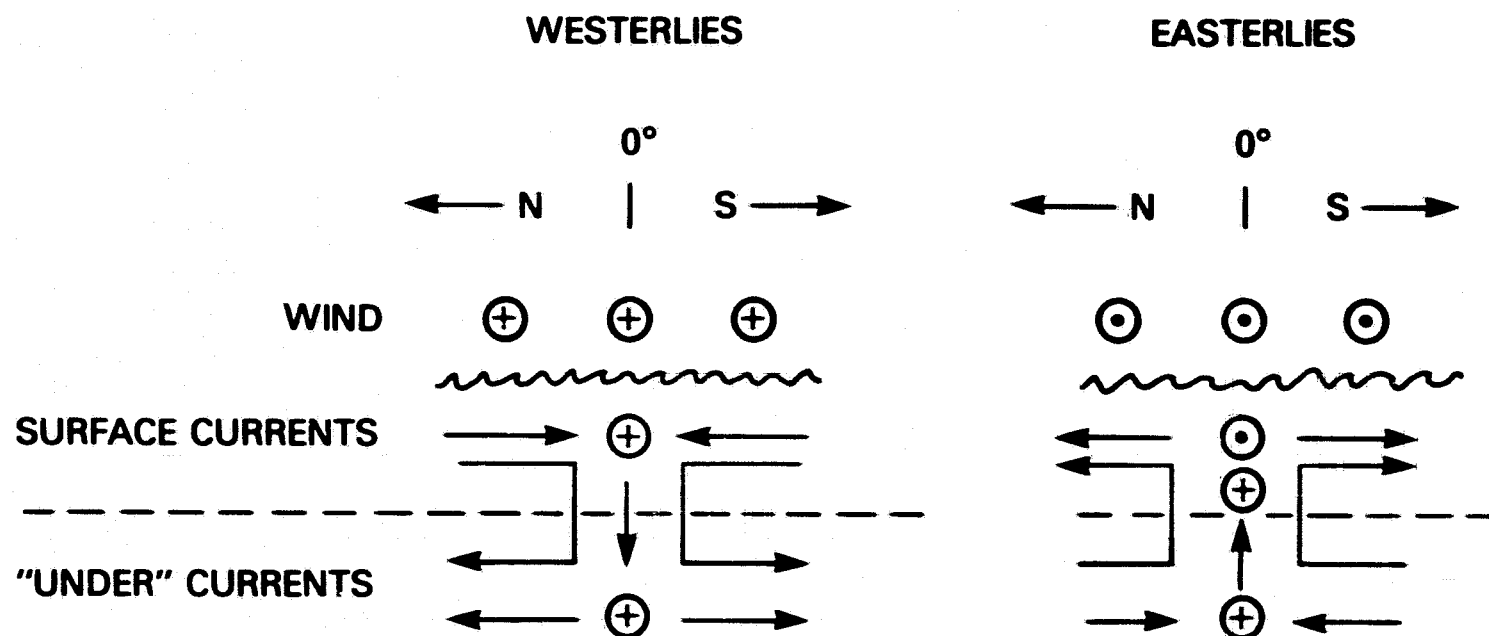 WESTERLIES EASTERLIES
0° 0°
N S N S
WIND
SURFACE CURRENTS
"UNDER" CURRENTS